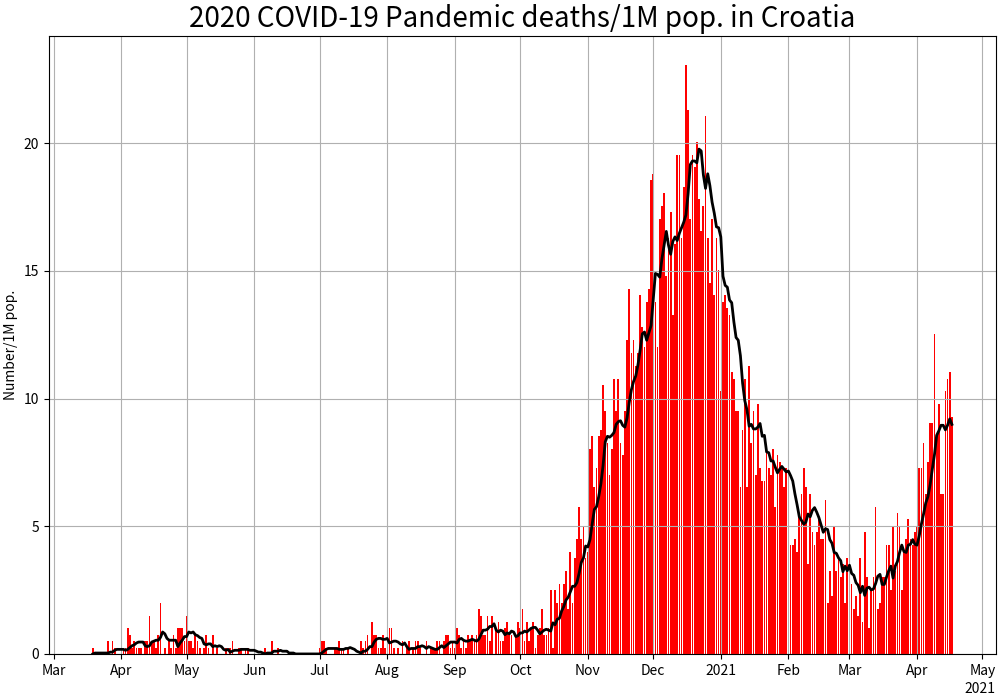 2020 COVID-19 Pandemic deaths/1M pop. in Croatia
Number/1M pop.
20
15
10
5
0
Mar Apr May Jun Jul Aug Sep Oct Nov Dec 2021 Feb Mar Apr May
2021